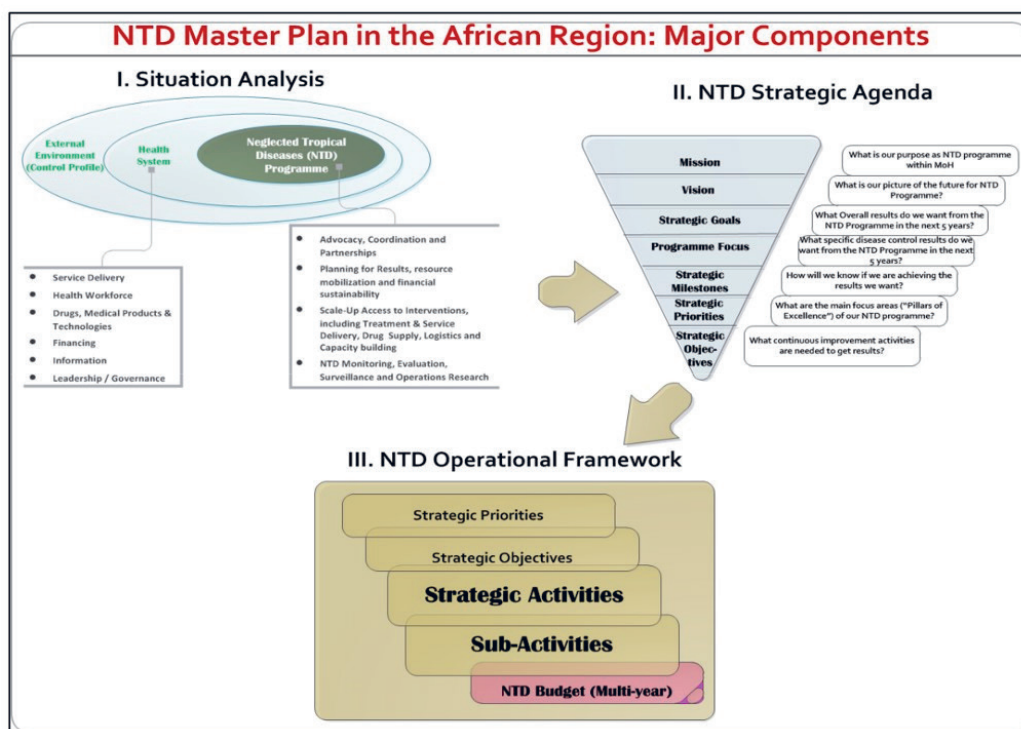 NTD Master Plan in the African Region: Major Components
I. Situation Analysis
External
Environment
(Control Profile)
Health
System
Neglected Tropical
Diseases (NTD)
Programme
• Service Delivery
• Health Workforce
• Drugs, Medical Products &
Technologies
• Financing
• Information
• Leadership / Governance
• Advocacy, Coordination and
Partnerships
• Planning for Results, resource
mobilization and financial
sustainability
• Scale-Up Access to Interventions,
including Treatment & Service
Delivery, Drug Supply, Logistics and
Capacity building
• NTD Monitoring, Evaluation,
Surveillance and Operations Research
II. NTD Strategic Agenda
Mission
What is our purpose as NTD programme
within MoH
Vision
What is our picture of the future for NTD
Programme?
Strategic Goals
What Overall results do we want from the
NTD Programme in the next 5 years?
Programme Focus
What specific disease control results do we
want from the NTD Programme in the next
5 years?
Strategic
Milestones
How will we know if we are achieving the
results we want?
Strategic
Priorities
What are the main focus areas ("Pillars of
Excellence") of our NTD programme?
Strategic
Objec-
tives
What continuous improvement activities
are needed to get results?
III. NTD Operational Framework
Strategic Priorities
Strategic Objectives
Strategic Activities
Sub-Activities
NTD Budget (Multi-year)